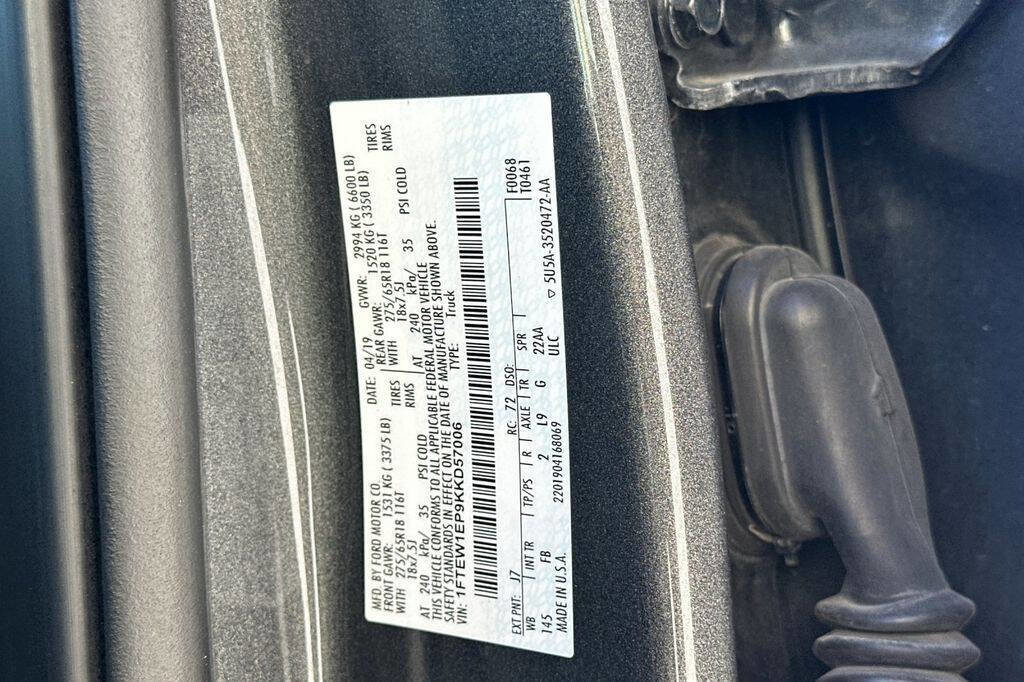 MFD. BY FORD MOTOR CO. DATE: 04/19 GVWR: 2994 KG ( 6600 LB)
FRONT GAWR: 1531 KG ( 3375 LB) REAR GAWR: 1520 KG ( 3350 LB)
WITH 275/65R18 116T TIRES WITH 275/65R18 116T TIRES
18x7.5J RIMS 18x7.5J RIMS
AT 240 kPa/ 35 PSI COLD AT 240 kPa/ 35 PSI COLD
THIS VEHICLE CONFORMS TO ALL APPLICABLE FEDERAL MOTOR VEHICLE
SAFETY STANDARDS IN EFFECT ON THE DATE OF MANUFACTURE SHOWN ABOVE.
VIN: 1FTEW1EP9KKD57006 TYPE: Truck
F0068
EXT PNT: J7 RC: 72 DSO: T0461
WB INT TR TP/PS R AXLE TR SPR
145 FB 2 L9 G 22AA
MADE IN U.S.A. 2201904168069 ULC ▽ 5U5A-3520472-AA